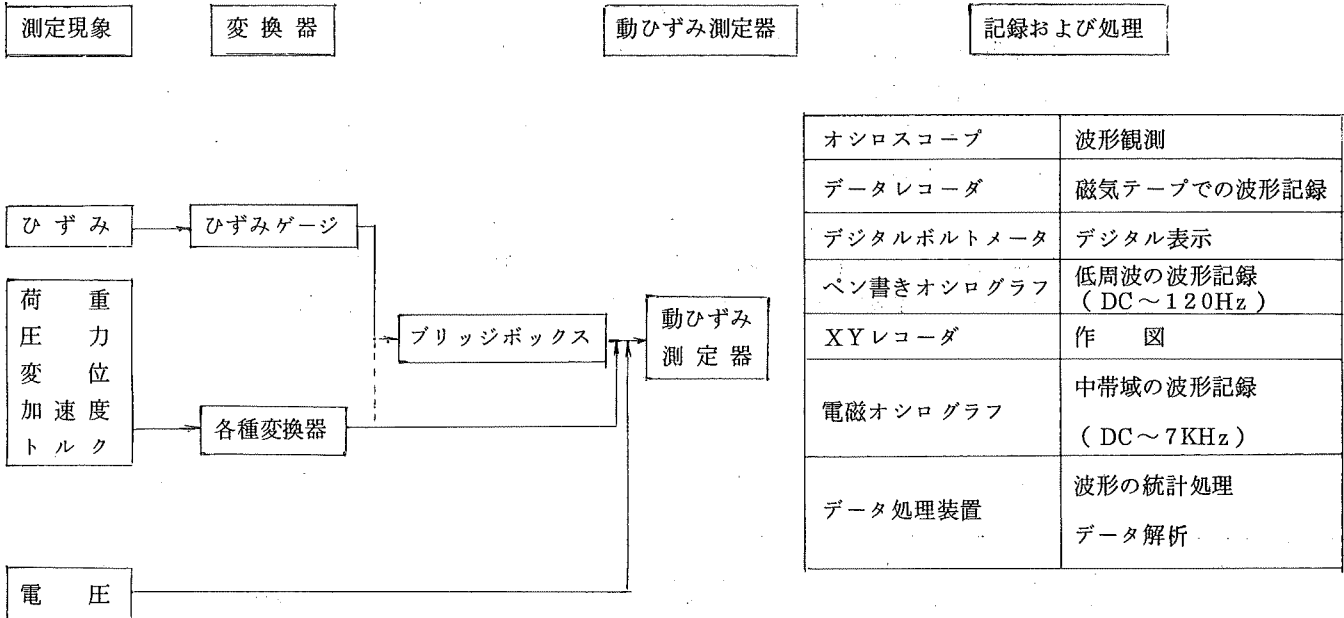 測定現象
変換器
動ひずみ測定器
記録および処理
ひずみ
ひずみゲージ
荷重
圧力
変位
加速度
トルク
各種変換器
ブリッジボックス
動ひずみ
測定器
電圧
オシロスコープ 波形観測
データレコーダ 磁気テープでの波形記録
デジタルボルトメータ デジタル表示
ペン書きオシログラフ 低周波の波形記録
(DC~120Hz)
XYレコーダ 作図
電磁オシログラフ 中帯域の波形記録
(DC~7KHz)
データ処理装置 波形の統計処理
データ解析